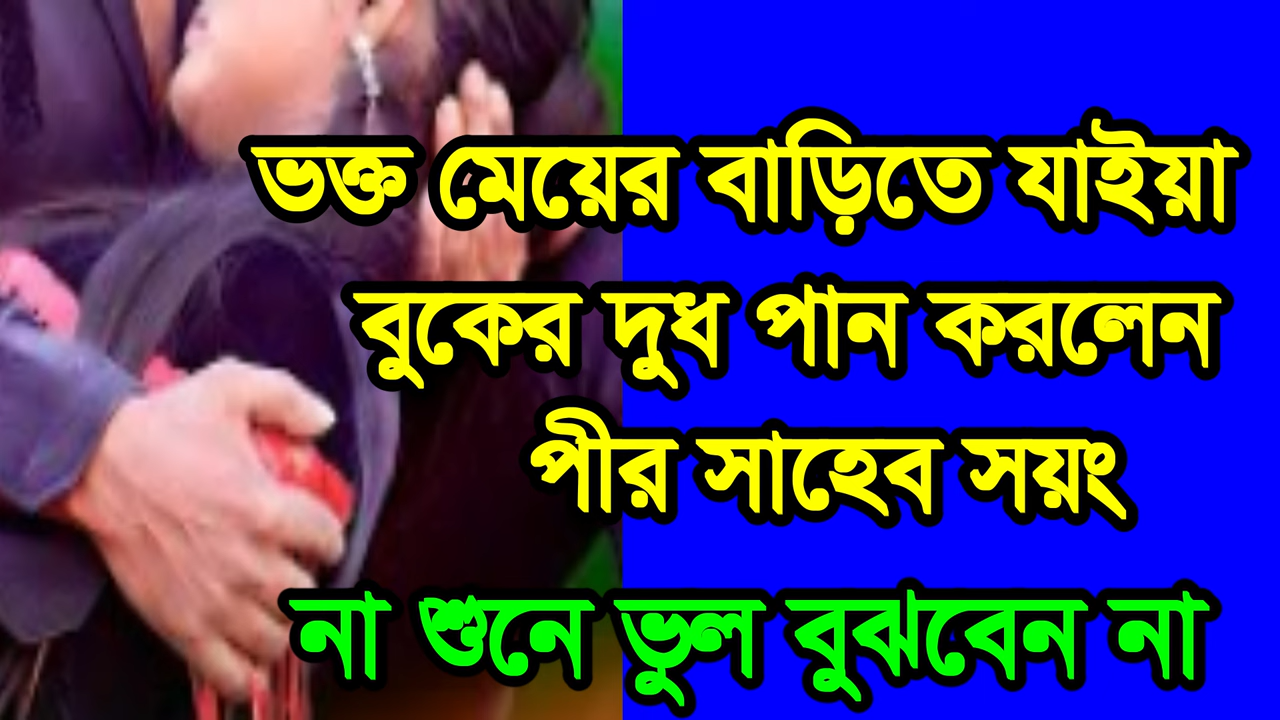 ভক্ত মেয়ের বাড়িতে যাইয়া
বুকের দুধ পান করলেন
পীর সাহেব সয়ং
না শুনে ভুল বুঝবেন না